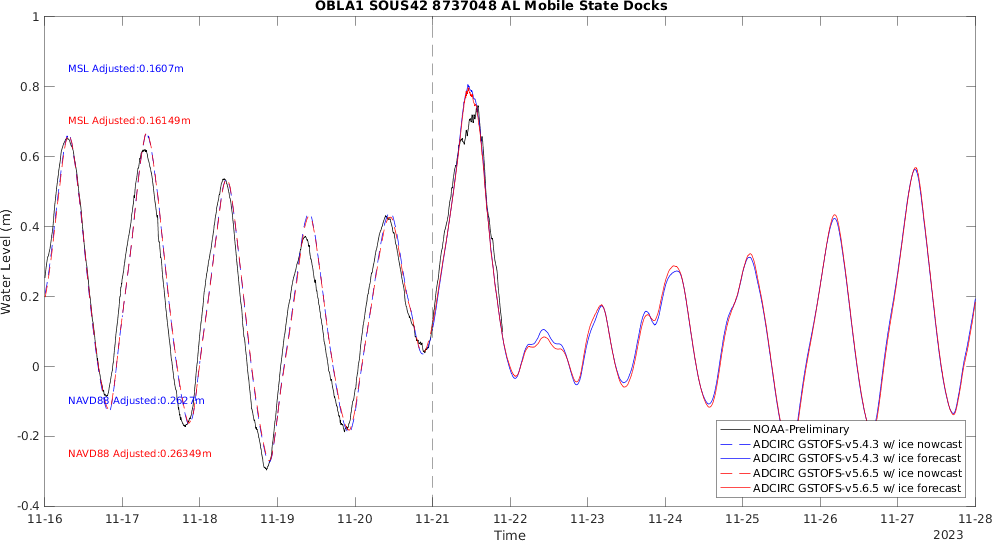 OBLA1 SOUS42 8737048 AL Mobile State Docks
1
0.8
0.6
0.4
0.2
0
-0.2
-0.4
Water Level (m)
MSL Adjusted:0.1607m
MSL Adjusted:0.16149m
NAVD88 Adjusted:0.2627m
NAVD88 Adjusted:0.26349m
NOAA-Preliminary
ADCIRC GSTOFS-v5.4.3 w/ ice nowcast
ADCIRC GSTOFS-v5.4.3 w/ ice forecast
ADCIRC GSTOFS-v5.6.5 w/ ice nowcast
ADCIRC GSTOFS-v5.6.5 w/ ice forecast
11-16 11-17 11-18 11-19 11-20 11-21 11-22 11-23 11-24 11-25 11-26 11-27 11-28
Time
2023